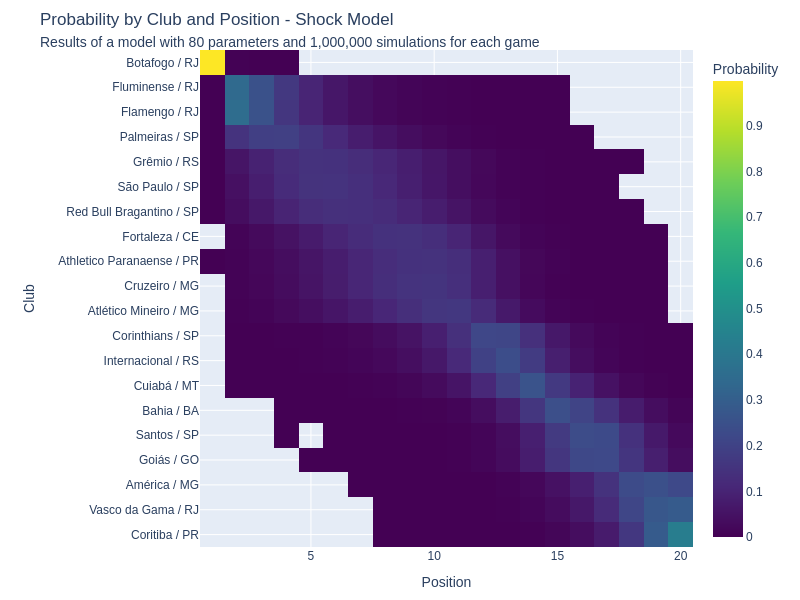 Probability by Club and Position - Shock Model
Results of a model with 80 parameters and 1,000,000 simulations for each game
Probability
Botafogo / RJ
Fluminense / RJ
Flamengo / RJ
Palmeiras / SP
Grêmio / RS
São Paulo / SP
Red Bull Bragantino / SP
Fortaleza / CE
Athletico Paranaense / PR
Cruzeiro / MG
Atlético Mineiro / MG
Corinthians / SP
Internacional / RS
Cuiabá / MT
Bahia / BA
Santos / SP
Goiás / GO
América / MG
Vasco da Gama / RJ
Coritiba / PR
Club
5
10
15
20
Position
0.9
0.8
0.7
0.6
0.5
0.4
0.3
0.2
0.1
0